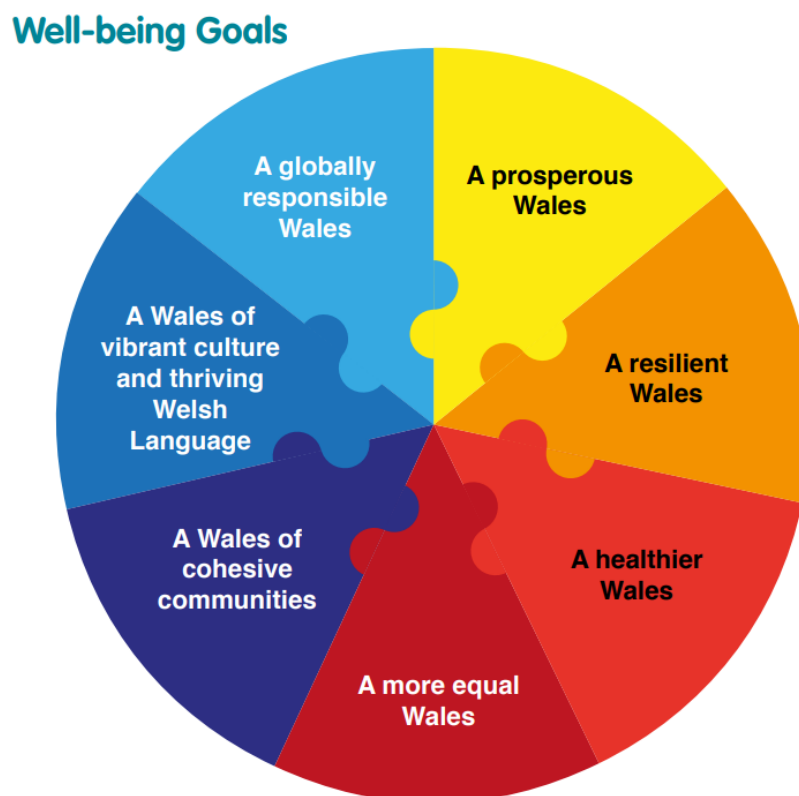 Well-being Goals
A globally
responsible
Wales
A prosperous
Wales
A Wales of
vibrant culture
and thriving
Welsh
Language
A resilient
Wales
A Wales of
cohesive
communities
A healthier
Wales
A more equal
Wales